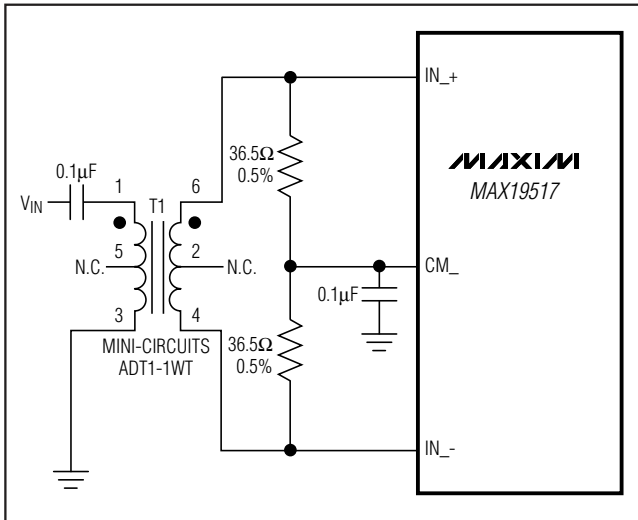 IN_+
36.5Ω
0.5%
MAXIM
MAX19517
0.1μF
1
6
VIN
T1
5
2
N.C.
N.C.
CM_
0.1μF
3
4
MINI-CIRCUITS
ADT1-1WT
36.5Ω
0.5%
IN_-